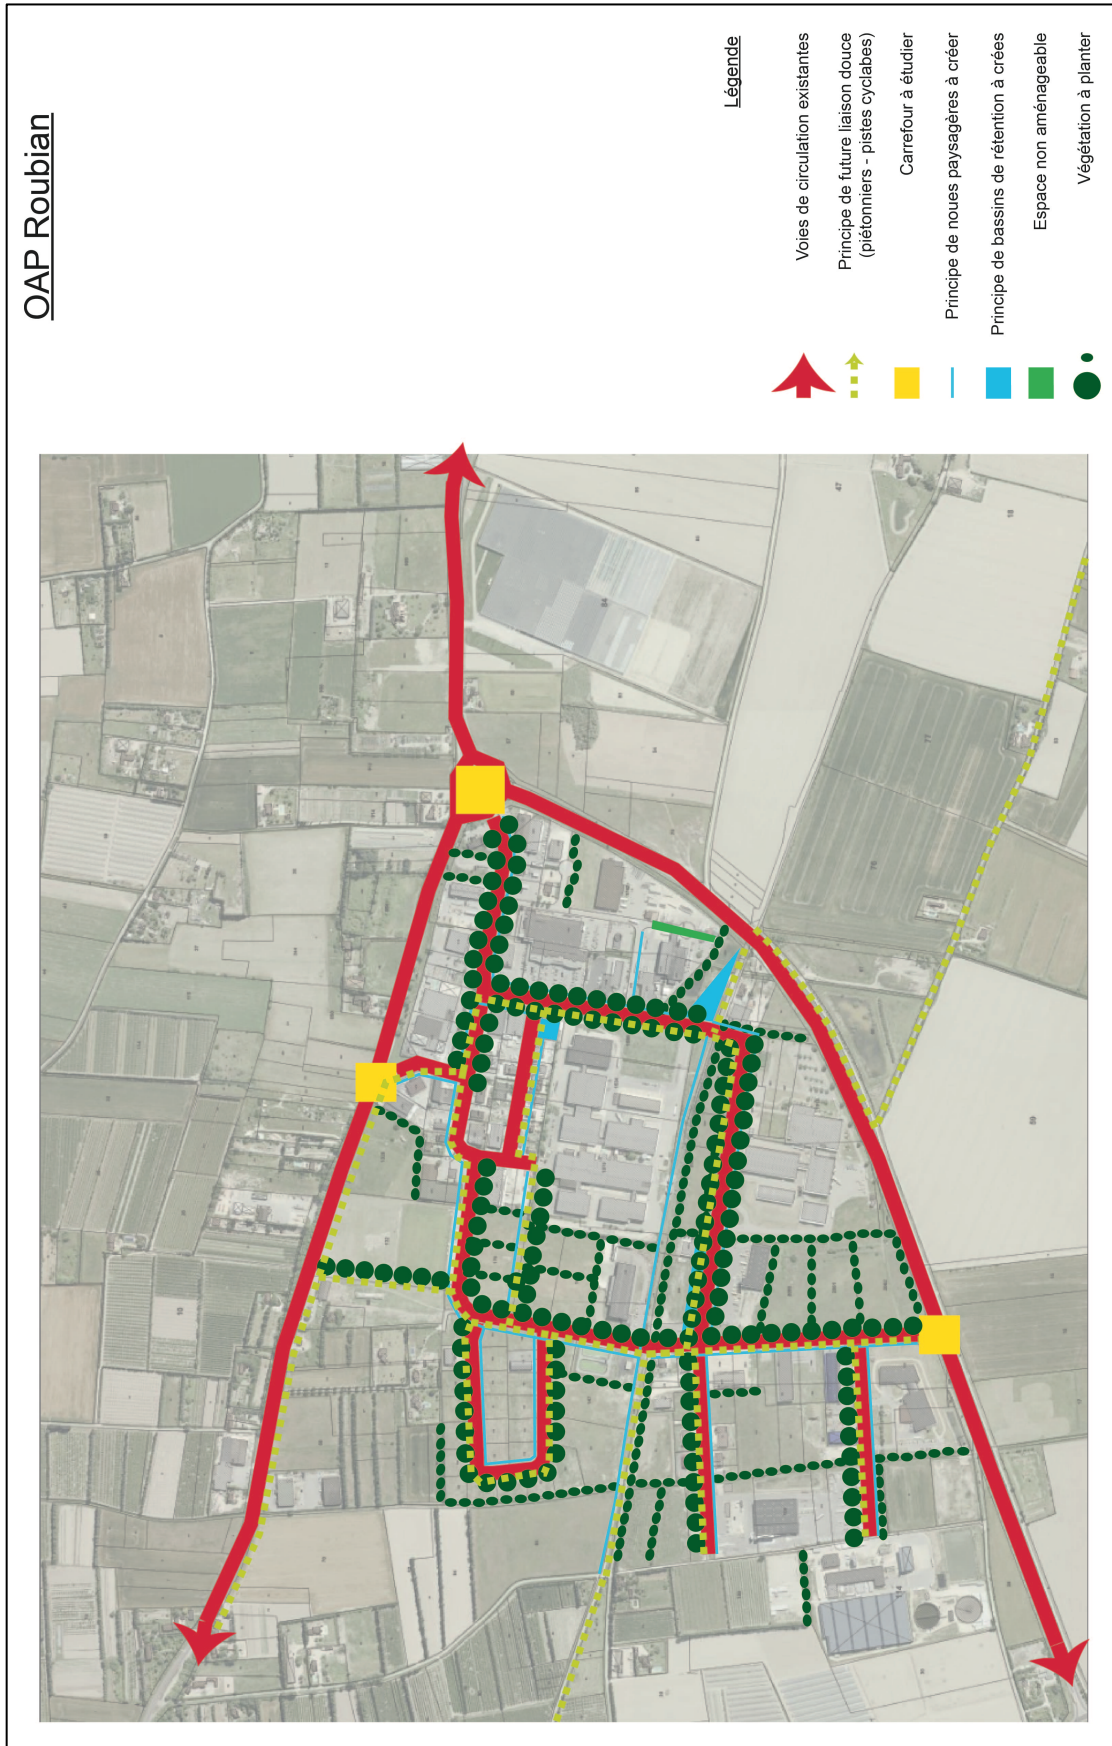 OAP Roubian
Légende
Voies de circulation existantes
Principe de future liaison douce
(piétonniers - pistes cyclabes)
Carrefour à étudier
Principe de noues paysagères à créer
Principe de bassins de rétention à crées
Espace non aménageable
Végétation à planter